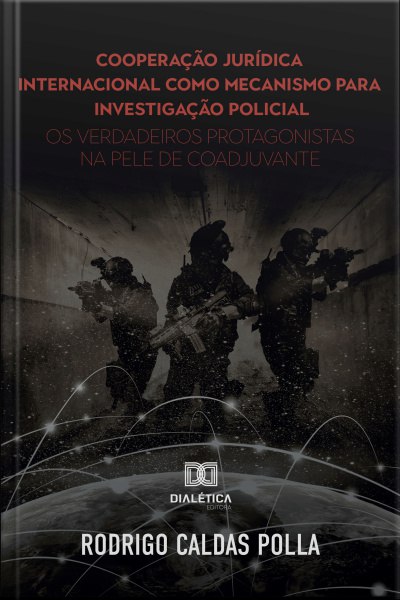 COOPERAÇÃO JURÍDICA
INTERNACIONAL COMO MECANISMO PARA
INVESTIGAÇÃO POLICIAL
OS VERDADEIROS PROTAGONISTAS
NA PELE DE COADJUVANTE
DIALÉTICA
EDITORA
RODRIGO CALDAS POLLA